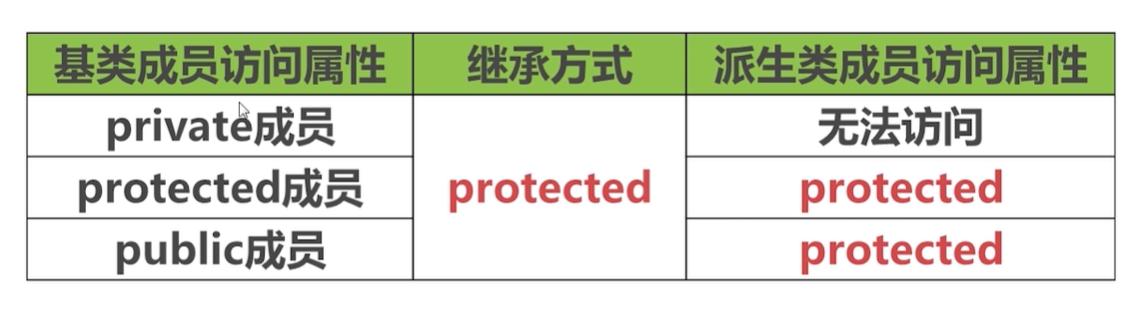 基类成员访问属性 继承方式 派生类成员访问属性
private成员 无法访问
protected成员 protected protected
public成员 protected